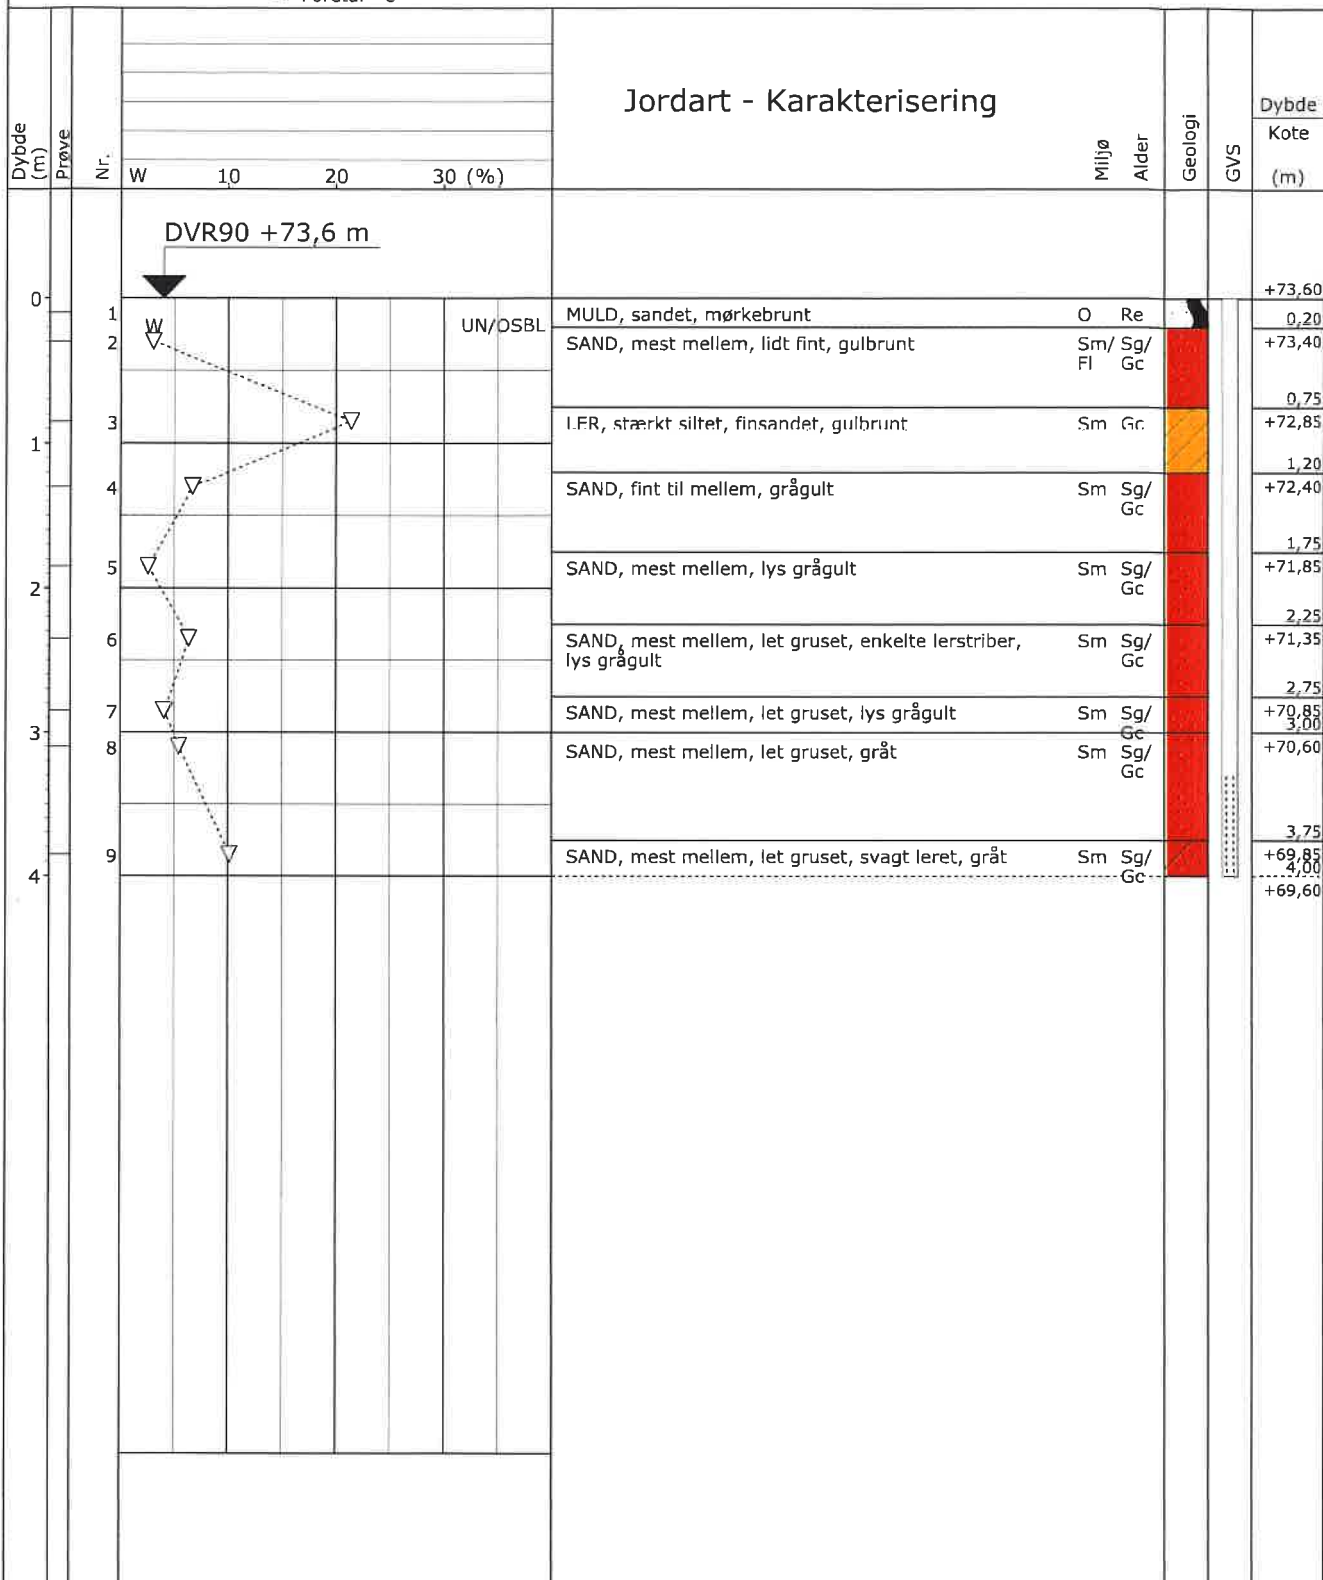 Jordart - Karakterisering
Dybde (m)
Prøve
Nr.
W 10 20 30 (%)
Miljø
Alder
Geologi
GVS
Dybde
Kote
(m)
DVR90 +73,6 m
+73,60
0
1 W UN/OSBL MULD, sandet, mørkebrunt O Re 0,20
2 SAND, mest mellem, lidt fint, gulbrunt Sm/ Sg/ +73,40
Fl Gc
0,75
3 LER, stærkt siltet, finsandet, gulbrunt Sm Gc +72,85
1
1,20
4 SAND, fint til mellem, grågult Sm Sg/ +72,40
Gc
1,75
5 SAND, mest mellem, lys grågult Sm Sg/ +71,85
2 Gc
2,25
6 SAND, mest mellem, let gruset, enkelte lerstriber, Sm Sg/ +71,35
lys grågult Gc
2,75
7 SAND, mest mellem, let gruset, lys grågult Sm Sg/ +70,85
3 Gc 3,00
8 SAND, mest mellem, let gruset, gråt Sm Sg/ +70,60
Gc
3,75
9 SAND, mest mellem, let gruset, svagt leret, gråt Sm Sg/ +69,85
4 Gc 4,00
+69,60